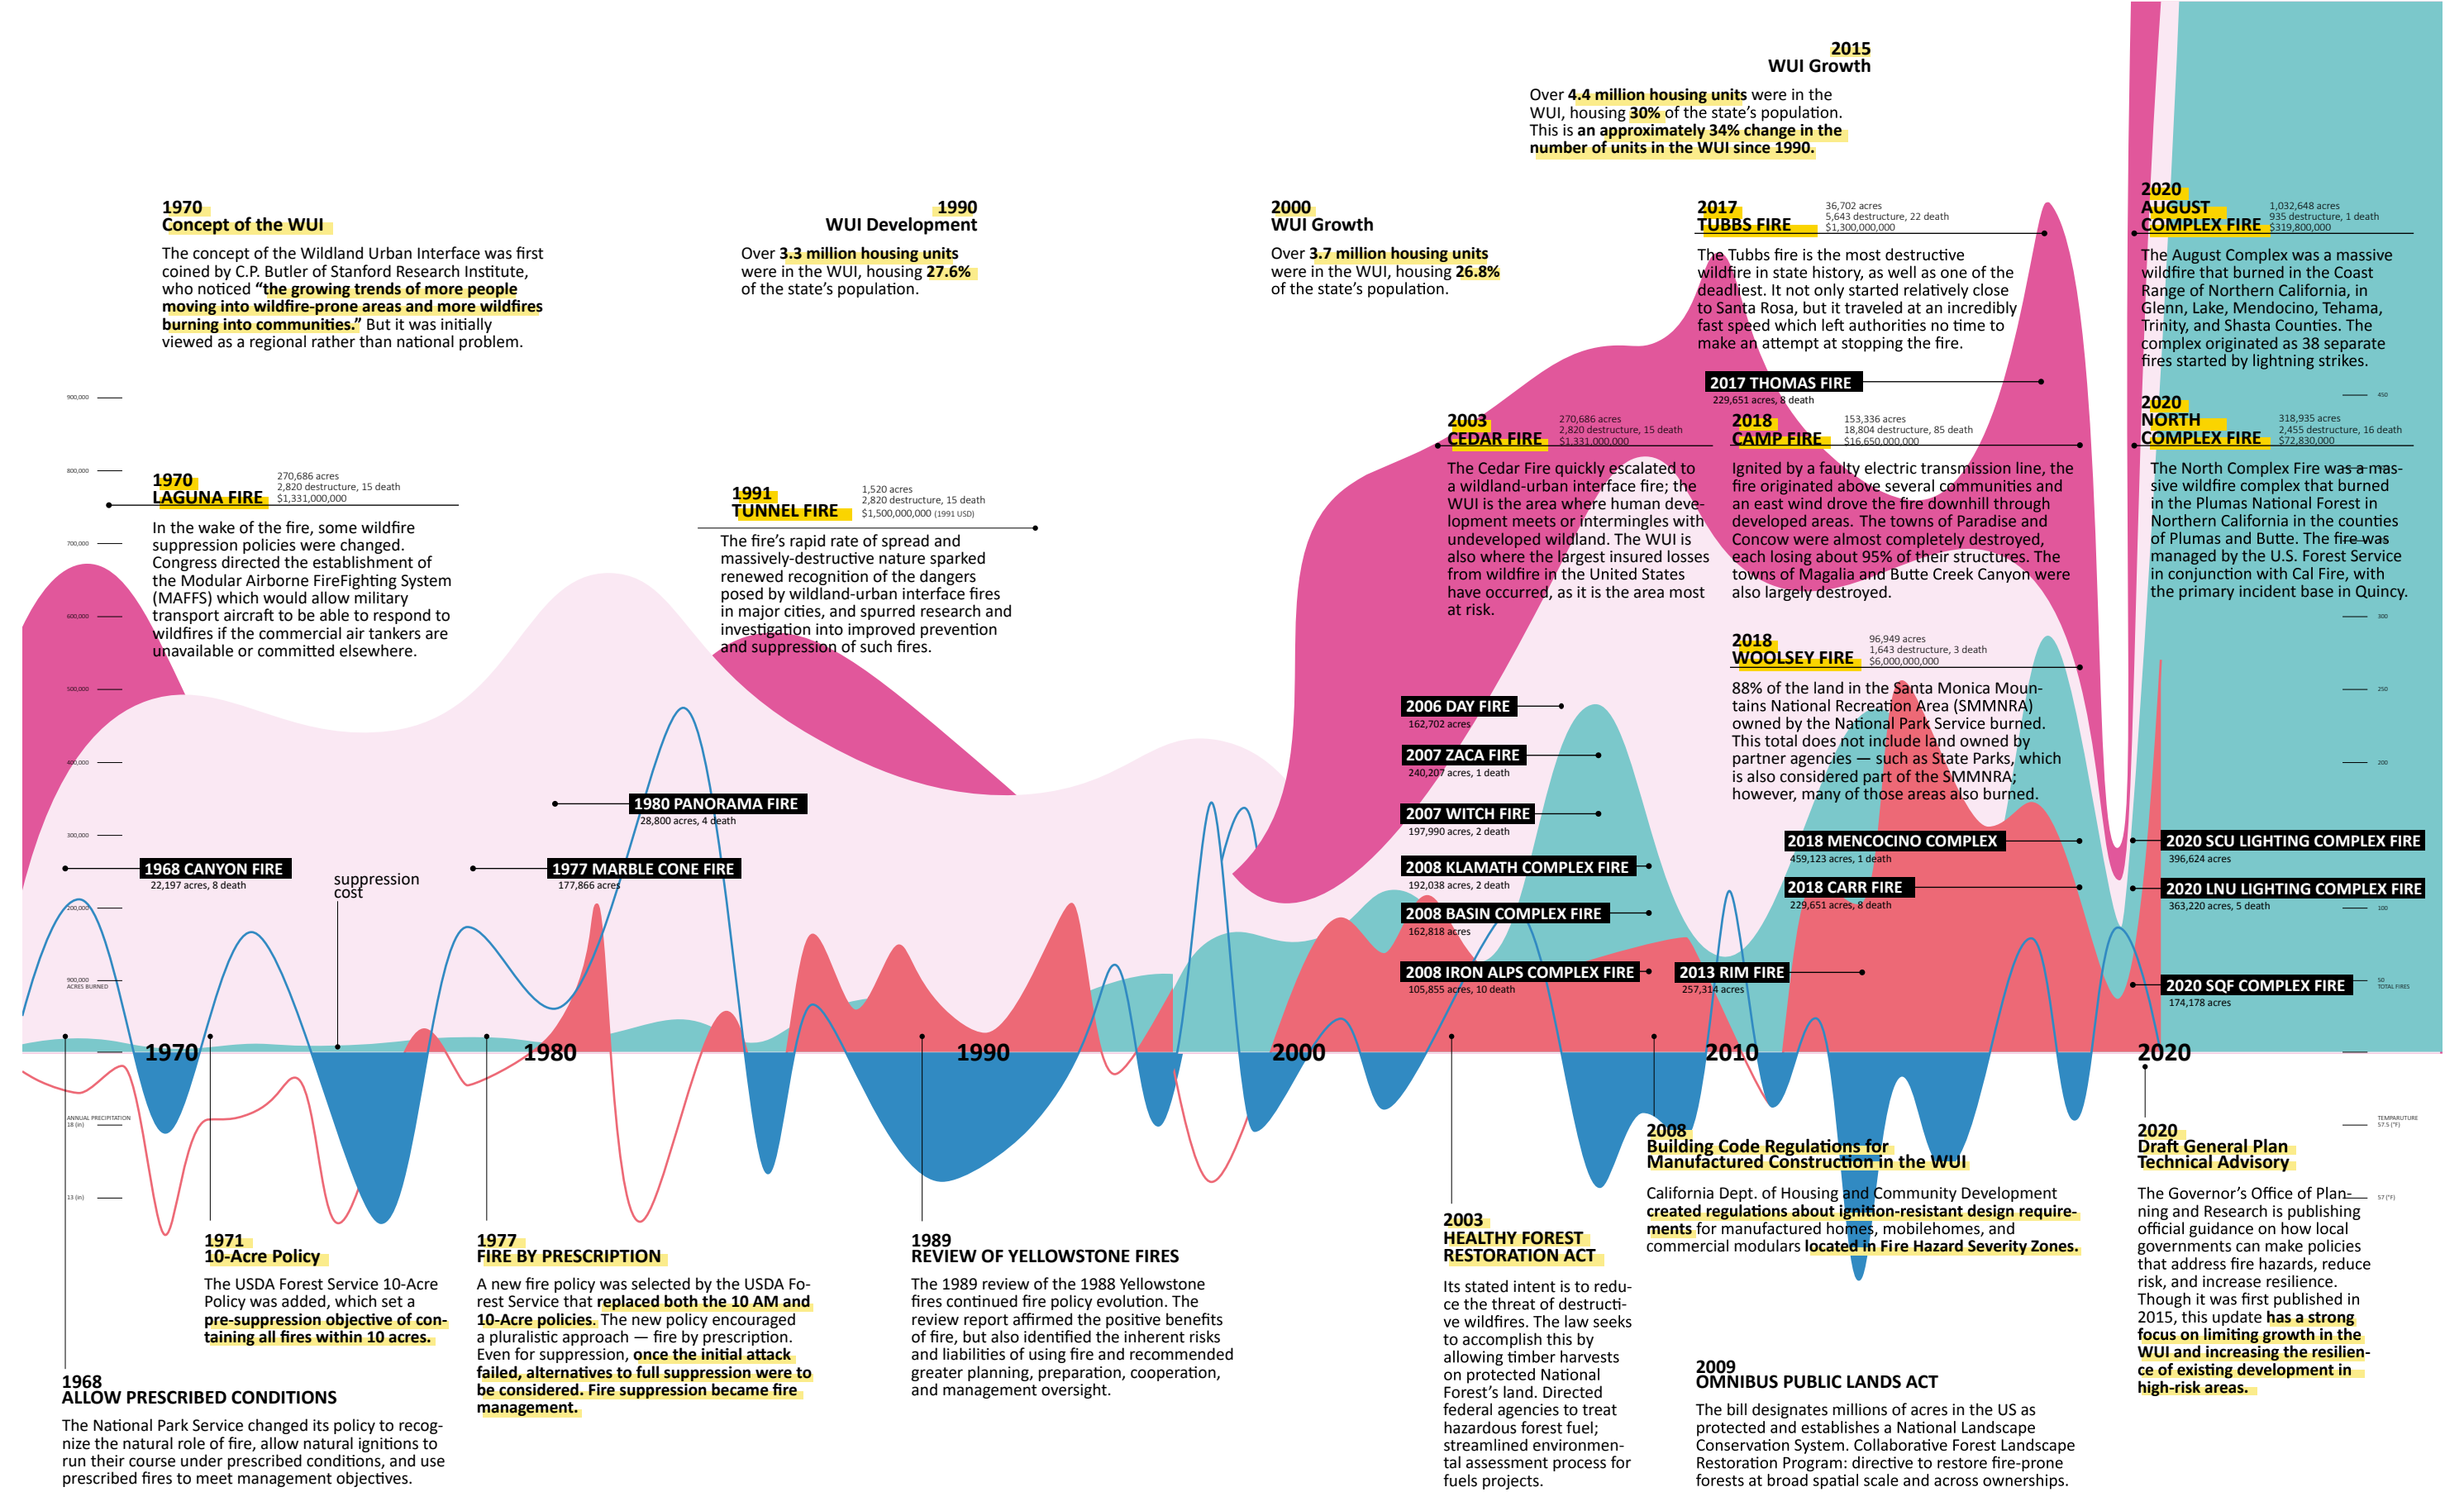 2015
WUI Growth
Over 4.4 million housing units were in the
WUI, housing 30% of the state's population.
This is an approximately 34% change in the
number of units in the WUI since 1990.
1970
Concept of the WUI
The concept of the Wildland Urban Interface was first
coined by C.P. Butler of Stanford Research Institute,
who noticed “the growing trends of more people
moving into wildfire-prone areas and more wildfires
burning into communities.” But it was initially
viewed as a regional rather than national problem.
1990
WUI Development
Over 3.3 million housing units
were in the WUI, housing 27.6%
of the state's population.
2000
WUI Growth
Over 3.7 million housing units
were in the WUI, housing 26.8%
of the state's population.
2017
TUBBS FIRE
36,702 acres
5,643 destructure, 22 death
$1,300,000,000
The Tubbs fire is the most destructive
wildfire in state history, as well as one of the
deadliest. It not only started relatively close
to Santa Rosa, but it traveled at an incredibly
fast speed which left authorities no time to
make an attempt at stopping the fire.
2020
AUGUST
COMPLEX FIRE
1,032,648 acres
935 destructure, 1 death
$319,800,000
The August Complex was a massive
wildfire that burned in the Coast
Range of Northern California, in
Glenn, Lake, Mendocino, Tehama,
Trinity, and Shasta Counties. The
complex originated as 38 separate
fires started by lightning strikes.
2017 THOMAS FIRE
229,651 acres, 8 death
2003
CEDAR FIRE
270,686 acres
2,820 destructure, 15 death
$1,331,000,000
The Cedar Fire quickly escalated to
a wildland-urban interface fire; the
WUI is the area where human deve-
lopment meets or intermingles with
undeveloped wildland. The WUI is
also where the largest insured losses
from wildfire in the United States
have occurred, as it is the area most
at risk.
2018
CAMP FIRE
153,336 acres
18,804 destructure, 85 death
$16,650,000,000
Ignited by a faulty electric transmission line, the
fire originated above several communities and
an east wind drove the fire downhill through
developed areas. The towns of Paradise and
Concow were almost completely destroyed,
each losing about 95% of their structures. The
towns of Magalia and Butte Creek Canyon were
also largely destroyed.
2020
NORTH
COMPLEX FIRE
318,935 acres
2,455 destructure, 16 death
$72,830,000
The North Complex Fire was a mas-
sive wildfire complex that burned
in the Plumas National Forest in
Northern California in the counties
of Plumas and Butte. The fire was
managed by the U.S. Forest Service
in conjunction with Cal Fire, with
the primary incident base in Quincy.
1970
LAGUNA FIRE
270,686 acres
2,820 destructure, 15 death
$1,331,000,000
In the wake of the fire, some wildfire
suppression policies were changed.
Congress directed the establishment of
the Modular Airborne FireFighting System
(MAFFS) which would allow military
transport aircraft to be able to respond to
wildfires if the commercial air tankers are
unavailable or committed elsewhere.
1991
TUNNEL FIRE
1,520 acres
2,820 destructure, 15 death
$1,500,000,000 (1991 USD)
The fire's rapid rate of spread and
massively-destructive nature sparked
renewed recognition of the dangers
posed by wildland-urban interface fires
in major cities, and spurred research and
investigation into improved prevention
and suppression of such fires.
2018
WOOLSEY FIRE
96,949 acres
1,643 destructure, 3 death
$6,000,000,000
88% of the land in the Santa Monica Moun-
tains National Recreation Area (SMMNRA)
owned by the National Park Service burned.
This total does not include land owned by
partner agencies — such as State Parks, which
is also considered part of the SMMNRA;
however, many of those areas also burned.
900,000
800,000
700,000
600,000
500,000
400,000
300,000
200,000
900,000
ACRES BURNED
450
300
250
200
100
50
TOTAL FIRES
2006 DAY FIRE
162,702 acres
2007 ZACA FIRE
240,207 acres, 1 death
2007 WITCH FIRE
197,990 acres, 2 death
2008 KLAMATH COMPLEX FIRE
192,038 acres, 2 death
2008 BASIN COMPLEX FIRE
162,818 acres
2008 IRON ALPS COMPLEX FIRE
105,855 acres, 10 death
2013 RIM FIRE
257,314 acres
1980 PANORAMA FIRE
28,800 acres, 4 death
1968 CANYON FIRE
22,197 acres, 8 death
1977 MARBLE CONE FIRE
177,866 acres
suppression
cost
2018 MENCOCINO COMPLEX
459,123 acres, 1 death
2018 CARR FIRE
229,651 acres, 8 death
2020 SCU LIGHTING COMPLEX FIRE
396,624 acres
2020 LNU LIGHTING COMPLEX FIRE
363,220 acres, 5 death
2020 SQF COMPLEX FIRE
174,178 acres
1970
1980
1990
2000
2010
2020
ANNUAL PRECIPITATION
18 (in)
13 (in)
TEMPARUTURE
57.5 (°F)
57 (°F)
1971
10-Acre Policy
The USDA Forest Service 10-Acre
Policy was added, which set a
pre-suppression objective of con-
taining all fires within 10 acres.
1977
FIRE BY PRESCRIPTION
A new fire policy was selected by the USDA Fo-
rest Service that replaced both the 10 AM and
10-Acre policies. The new policy encouraged
a pluralistic approach — fire by prescription.
Even for suppression, once the initial attack
failed, alternatives to full suppression were to
be considered. Fire suppression became fire
management.
1989
REVIEW OF YELLOWSTONE FIRES
The 1989 review of the 1988 Yellowstone
fires continued fire policy evolution. The
review report affirmed the positive benefits
of fire, but also identified the inherent risks
and liabilities of using fire and recommended
greater planning, preparation, cooperation,
and management oversight.
2003
HEALTHY FOREST
RESTORATION ACT
Its stated intent is to redu-
ce the threat of destructi-
ve wildfires. The law seeks
to accomplish this by
allowing timber harvests
on protected National
Forest's land. Directed
federal agencies to treat
hazardous forest fuel;
streamlined environmen-
tal assessment process for
fuels projects.
2008
Building Code Regulations for
Manufactured Construction in the WUI
California Dept. of Housing and Community Development
created regulations about ignition-resistant design require-
ments for manufactured homes, mobilehomes, and
commercial modulars located in Fire Hazard Severity Zones.
2020
Draft General Plan
Technical Advisory
The Governor's Office of Plan-
ning and Research is publishing
official guidance on how local
governments can make policies
that address fire hazards, reduce
risk, and increase resilience.
Though it was first published in
2015, this update has a strong
focus on limiting growth in the
WUI and increasing the resilien-
ce of existing development in
high-risk areas.
1968
ALLOW PRESCRIBED CONDITIONS
The National Park Service changed its policy to recog-
nize the natural role of fire, allow natural ignitions to
run their course under prescribed conditions, and use
prescribed fires to meet management objectives.
2009
OMNIBUS PUBLIC LANDS ACT
The bill designates millions of acres in the US as
protected and establishes a National Landscape
Conservation System. Collaborative Forest Landscape
Restoration Program: directive to restore fire-prone
forests at broad spatial scale and across ownerships.